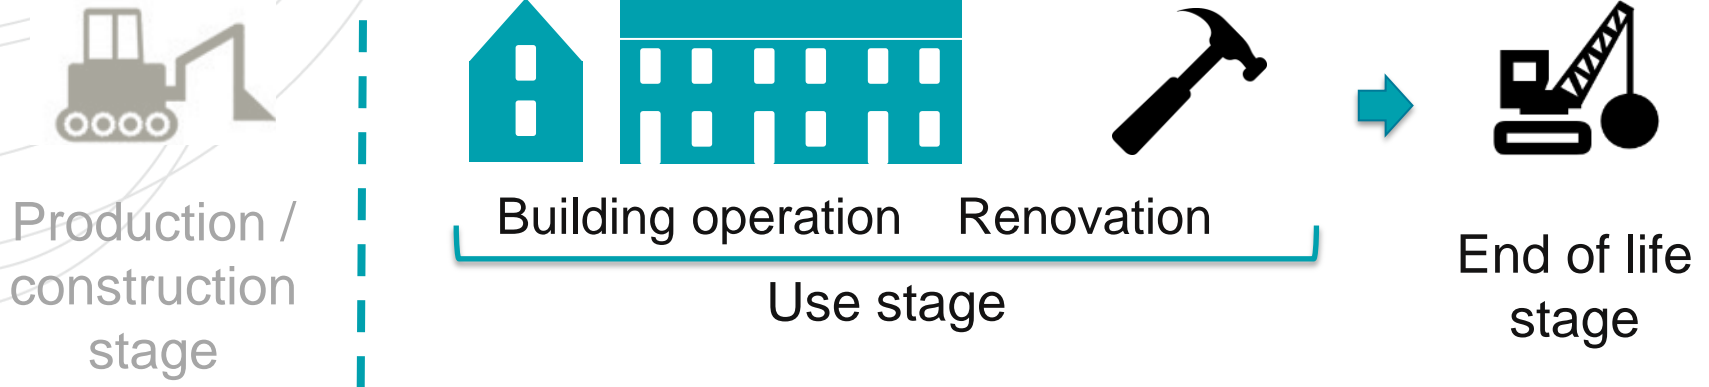 Production /
construction
stage
Building operation
Renovation
Use stage
End of life
stage